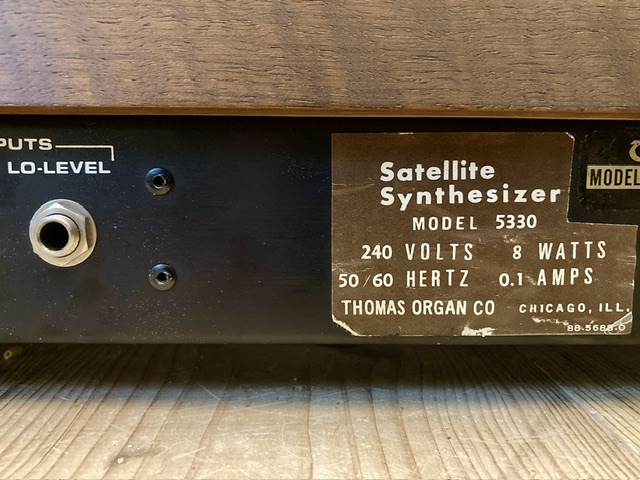 PUTS
LO-LEVEL
Satellite
Synthesizer
MODEL 5330
240 VOLTS 8 WATTS
50/60 HERTZ 0.1 AMPS
THOMAS ORGAN CO CHICAGO, ILL.
88-5685-0
MODEL